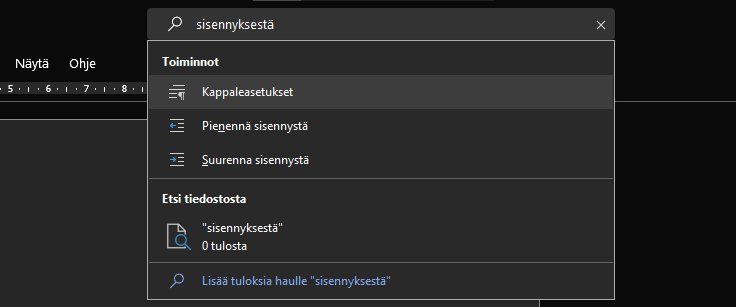 sisennyksestä
Toiminnot
Näytä Ohje
5 6 7 8
Kappaleasetukset
Pienennä sisennystä
Suurenna sisennystä
Etsi tiedostosta
"sisennyksestä"
0 tulosta
Lisää tuloksia haulle "sisennyksestä"